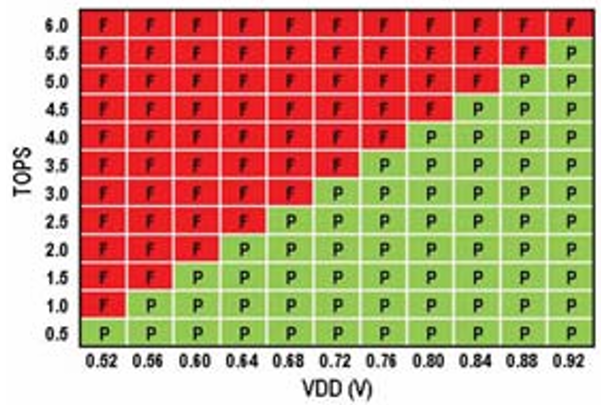 6.0 F F F F F F F F F F F
5.5 F F F F F F F F F F P
5.0 F F F F F F F F F P P
4.5 F F F F F F F F P P P
4.0 F F F F F F F P P P P
3.5 F F F F F F P P P P P
3.0 F F F F F P P P P P P
2.5 F F F F P P P P P P P
2.0 F F F P P P P P P P P
1.5 F F P P P P P P P P P
1.0 F P P P P P P P P P P
0.5 P P P P P P P P P P P
TOPS
0.52 0.56 0.60 0.64 0.68 0.72 0.76 0.80 0.84 0.88 0.92
VDD (V)